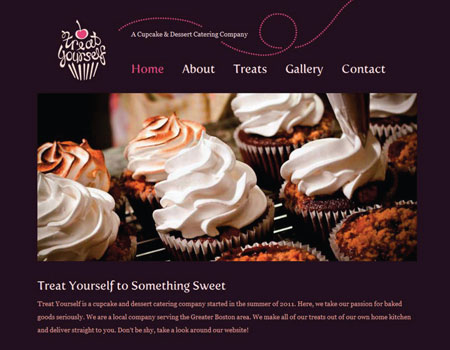 Treat
Yourself
A Cupcake & Dessert Catering Company
Home About Treats Gallery Contact
Treat Yourself to Something Sweet
Treat Yourself is a cupcake and dessert catering company started in the summer of 2011. Here, we take our passion for baked
goods seriously. We are a local company serving the Greater Boston area. We make all of our treats out of our own home kitchen
and deliver straight to you. Don't be shy, take a look around our website!